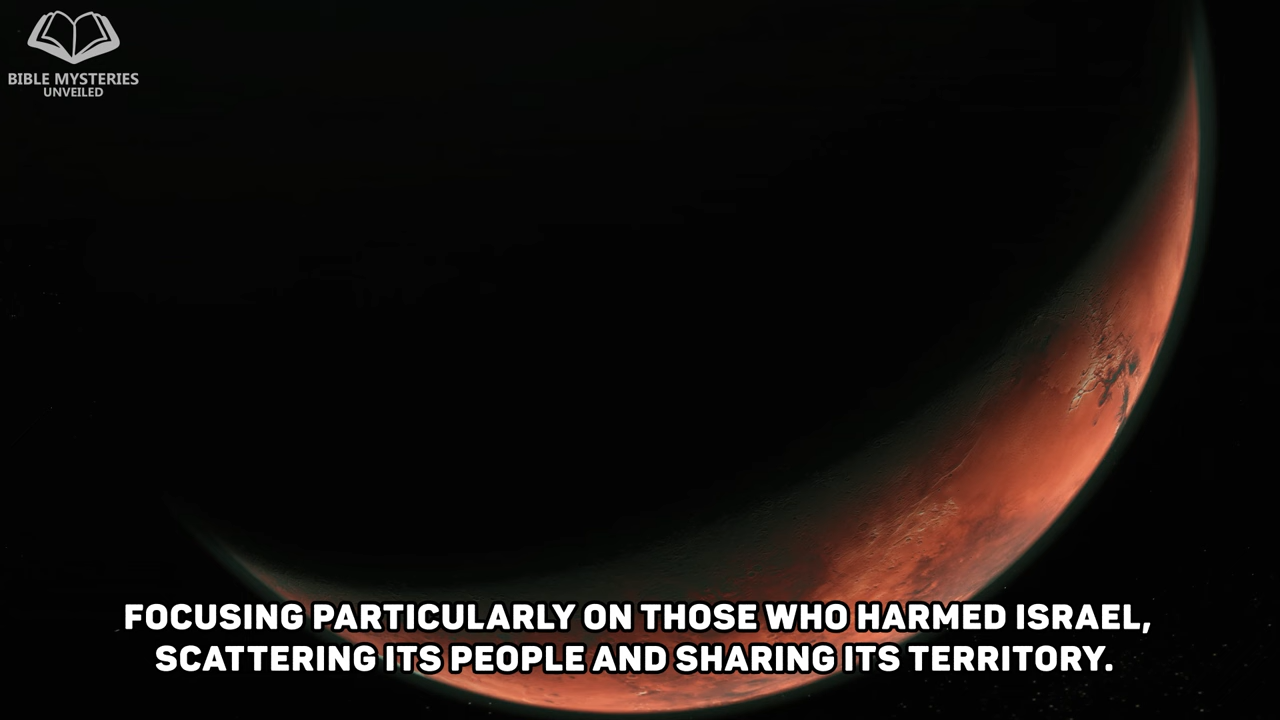 BIBLE MYSTERIES
UNVEILED
FOCUSING PARTICULARLY ON THOSE WHO HARMED ISRAEL,
SCATTERING ITS PEOPLE AND SHARING ITS TERRITORY.